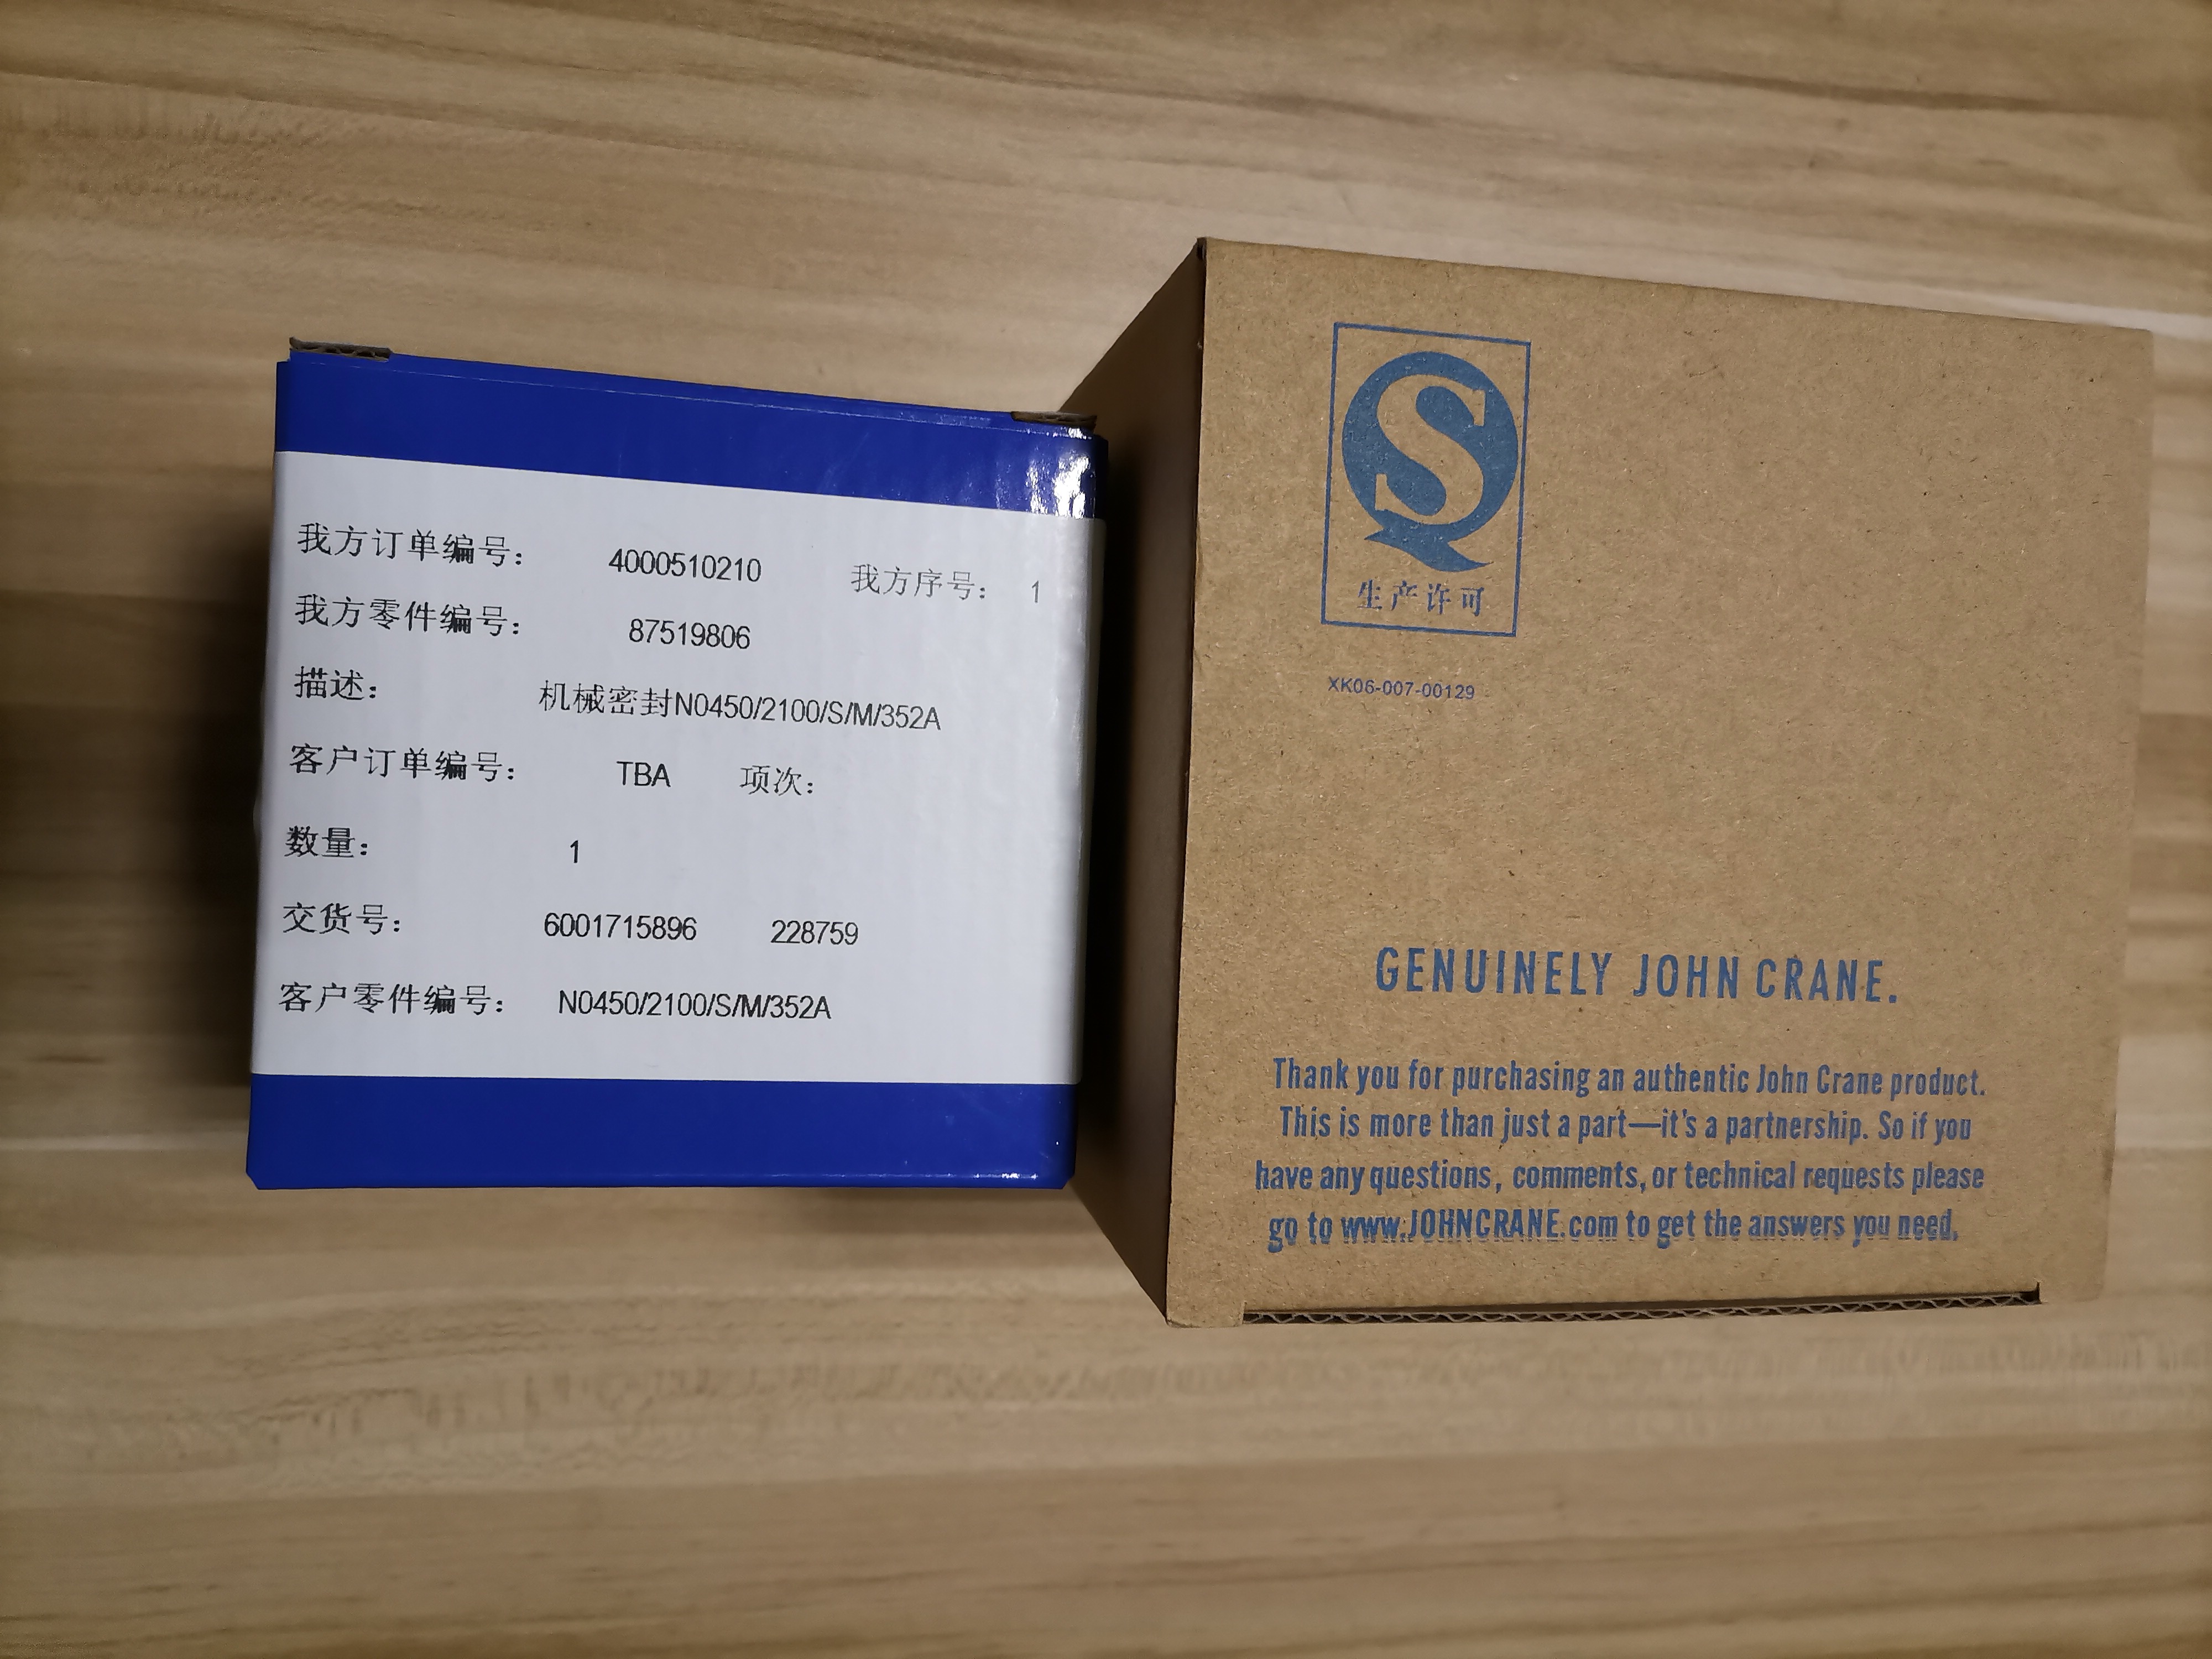 我方订单编号： 4000510210 我方序号： 1
我方零件编号： 87519806
描述： 机械密封N0450/2100/S/M/352A
客户订单编号： TBA 项次：
数量： 1
交货号： 6001715896 228759
客户零件编号： N0450/2100/S/M/352A
QS
生产许可
XK06-007-00129
GENUINELY JOHN CRANE.
Thank you for purchasing an authentic John Crane product.
This is more than just a part—it's a partnership. So if you
have any questions, comments, or technical requests please
go to www.JOHNCRANE.com to get the answers you need.